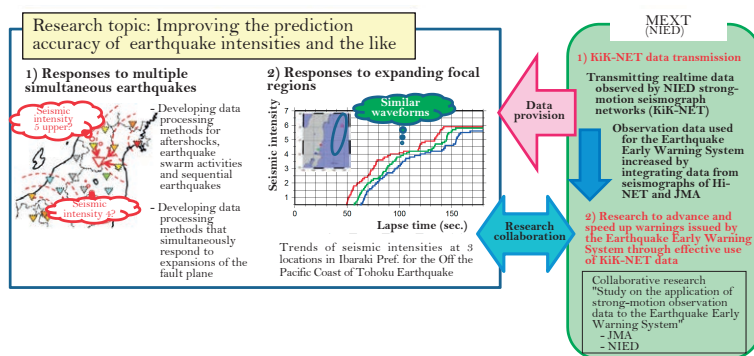 Research topic: Improving the prediction
accuracy of earthquake intensities and the like
1) Responses to multiple
simultaneous earthquakes
Seismic
intensity
5 upper?
Seismic
intensity 4?
- Developing data
processing
methods for
aftershocks,
earthquake
swarm activities
and sequential
earthquakes
- Developing data
processing
methods that
simultaneously
respond to
expansions of the
fault plane
2) Responses to expanding focal
regions
Similar
waveforms
Seismic intensity
7
6
5
4
3
2
1
0
50
100
150
Lapse time (sec.)
Trends of seismic intensities at 3
locations in Ibaraki Pref. for the Off the
Pacific Coast of Tohoku Earthquake
Data
provision
Research
collaboration
MEXT
(NIED)
1) KiK-NET data transmission
Transmitting realtime data
observed by NIED strong-
motion seismograph
networks (KiK-NET)
Observation data used
for the Earthquake
Early Warning System
increased by
integrating data from
seismographs of Hi-
NET and JMA
2) Research to advance and
speed up warnings issued by
the Earthquake Early Warning
System through effective use
of KiK-NET data
Collaborative research
"Study on the application of
strong-motion observation
data to the Earthquake Early
Warning System"
- JMA
- NIED